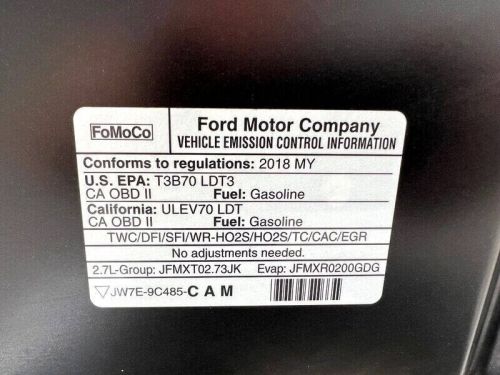 FoMoCo
Ford Motor Company
VEHICLE EMISSION CONTROL INFORMATION
Conforms to regulations: 2018 MY
U.S. EPA: T3B70 LDT3
CA OBD II Fuel: Gasoline
California: ULEV70 LDT
CA OBD II Fuel: Gasoline
TWC/DFI/SFI/WR-HO2S/HO2S/TC/CAC/EGR
No adjustments needed.
2.7L-Group: JFMXT02.73JK Evap: JFMXR0200GDG
JW7E-9C485-C A M